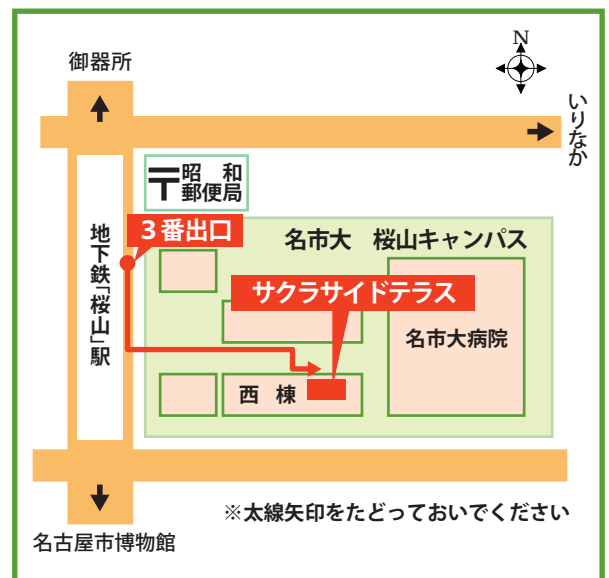 御器所
N
いりなか
〒昭　和
郵便局
３番出口
名市大　桜山キャンパス
地下鉄「桜山」駅
サクラサイドテラス
名市大病院
西　棟
※太線矢印をたどっておいでください
名古屋市博物館